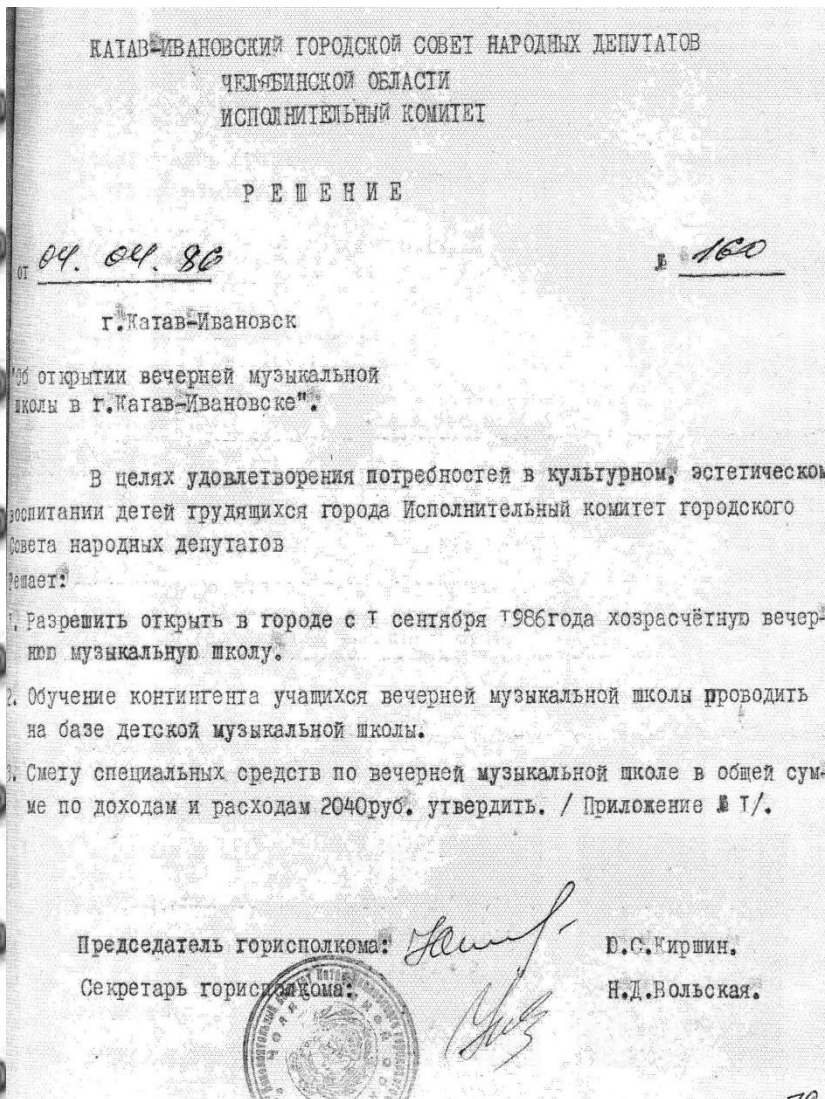 КАТАВ-ИВАНОВСКИЙ ГОРОДСКОЙ СОВЕТ НАРОДНЫХ ДЕПУТАТОВ
ЧЕЛЯБИНСКОЙ ОБЛАСТИ
ИСПОЛНИТЕЛЬНЫЙ КОМИТЕТ
РЕШЕНИЕ
от 04. 04. 86 № 160
г.Катав-Ивановск
"Об открытии вечерней музыкальной
школы в г.Катав-Ивановске".
В целях удовлетворения потребностей в культурном, эстетическом
воспитании детей трудящихся города Исполнительный комитет городского
Совета народных депутатов
Решает:
I. Разрешить открыть в городе с I сентября I986года хозрасчётную вечер-
нюю музыкальную школу.
2. Обучение контингента учащихся вечерней музыкальной школы проводить
на базе детской музыкальной школы.
3. Смету специальных средств по вечерней музыкальной школе в общей сум-
ме по доходам и расходам 2040руб. утвердить. / Приложение № I/.
Председатель горисполкома: Ю.С.Киршин.
Секретарь горисполкома: Н.Д.Вольская.